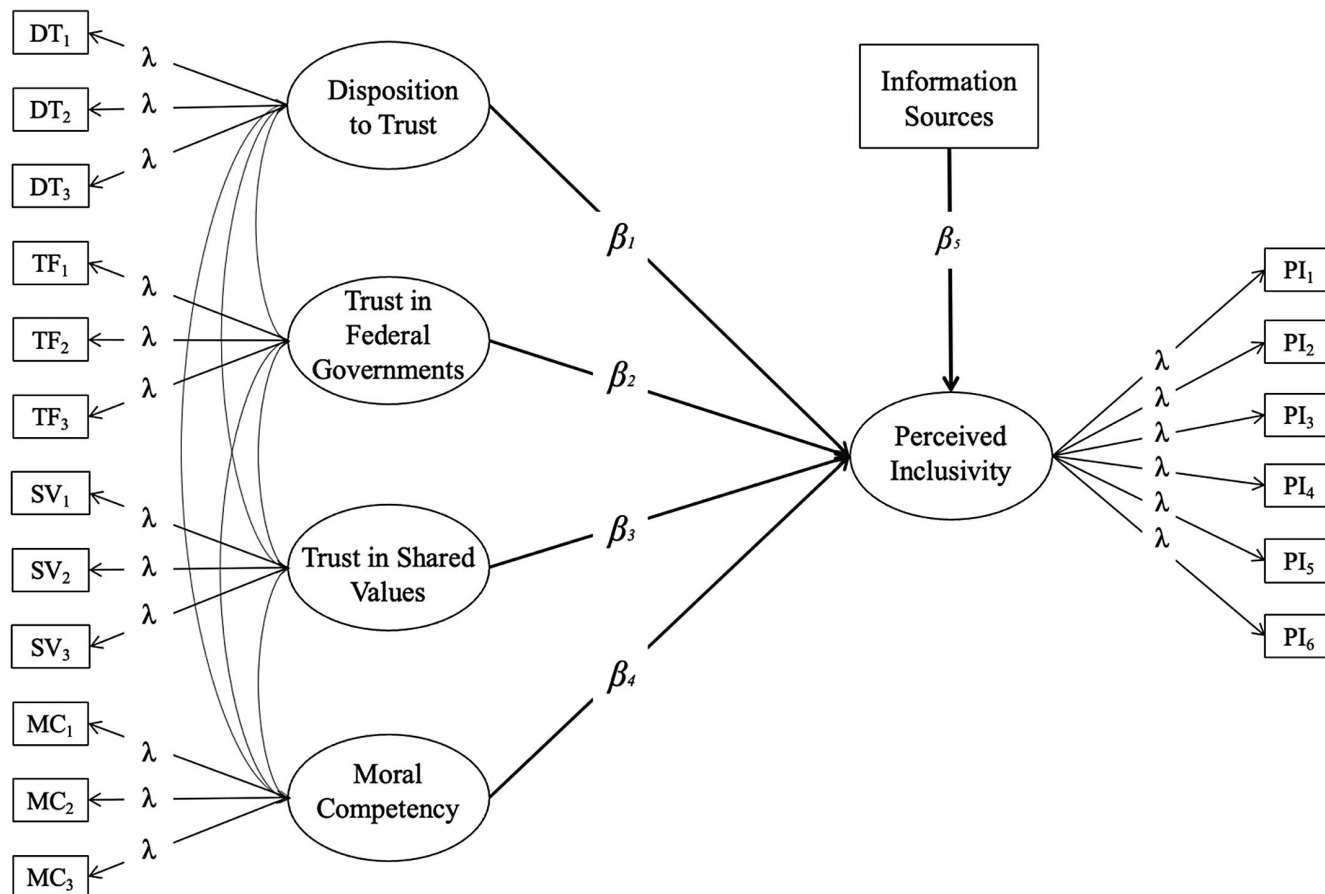 DT₁
λ
DT₂
λ
DT₃
λ
Disposition
to Trust
TF₁
λ
TF₂
λ
TF₃
λ
Trust in
Federal
Governments
SV₁
λ
SV₂
λ
SV₃
λ
Trust in Shared
Values
MC₁
λ
MC₂
λ
MC₃
λ
Moral
Competency
β₁
β₂
β₃
β₄
Information
Sources
β₅
Perceived
Inclusivity
λ
λ
λ
λ
λ
λ
PI₁
PI₂
PI₃
PI₄
PI₅
PI₆